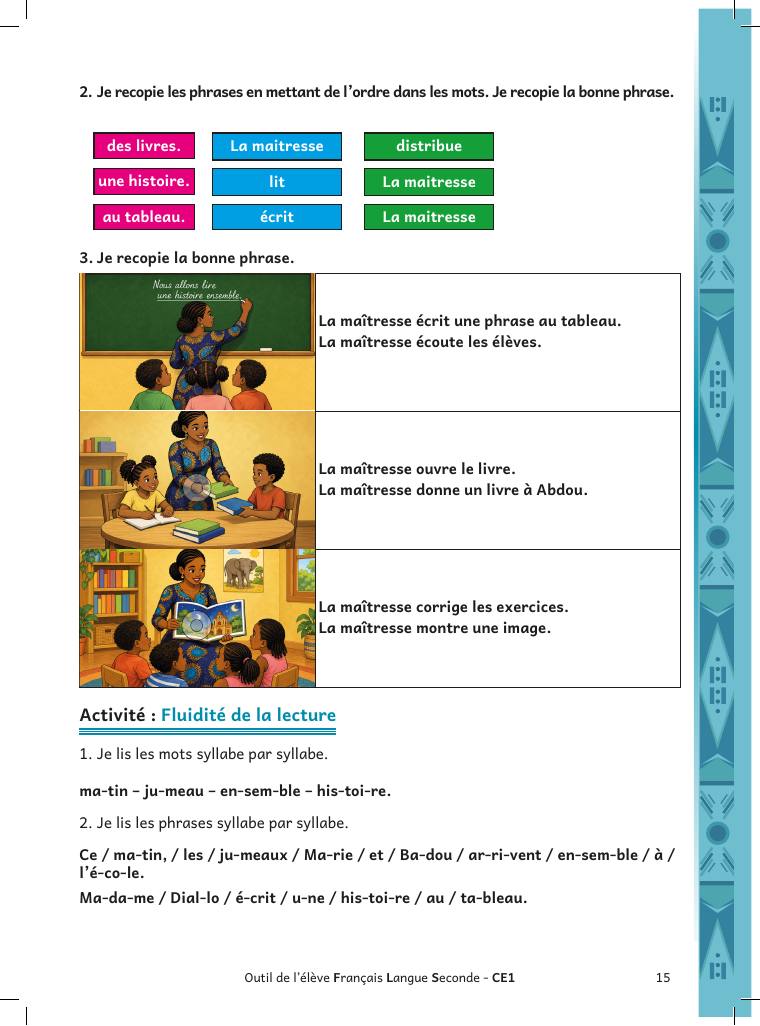 2. Je recopie les phrases en mettant de l'ordre dans les mots. Je recopie la bonne phrase.
des livres. La maitresse distribue
une histoire. lit La maitresse
au tableau. écrit La maitresse
3. Je recopie la bonne phrase.
Nous allons lire
une histoire ensemble.
La maîtresse écrit une phrase au tableau.
La maîtresse écoute les élèves.
La maîtresse ouvre le livre.
La maîtresse donne un livre à Abdou.
La maîtresse corrige les exercices.
La maîtresse montre une image.
Activité : Fluidité de la lecture
1. Je lis les mots syllabe par syllabe.
ma-tin – ju-meau – en-sem-ble – his-toi-re.
2. Je lis les phrases syllabe par syllabe.
Ce / ma-tin, / les / ju-meaux / Ma-rie / et / Ba-dou / ar-ri-vent / en-sem-ble / à /
l'é-co-le.
Ma-da-me / Dial-lo / é-crit / u-ne / his-toi-re / au / ta-bleau.
Outil de l'élève Français Langue Seconde - CE1 15